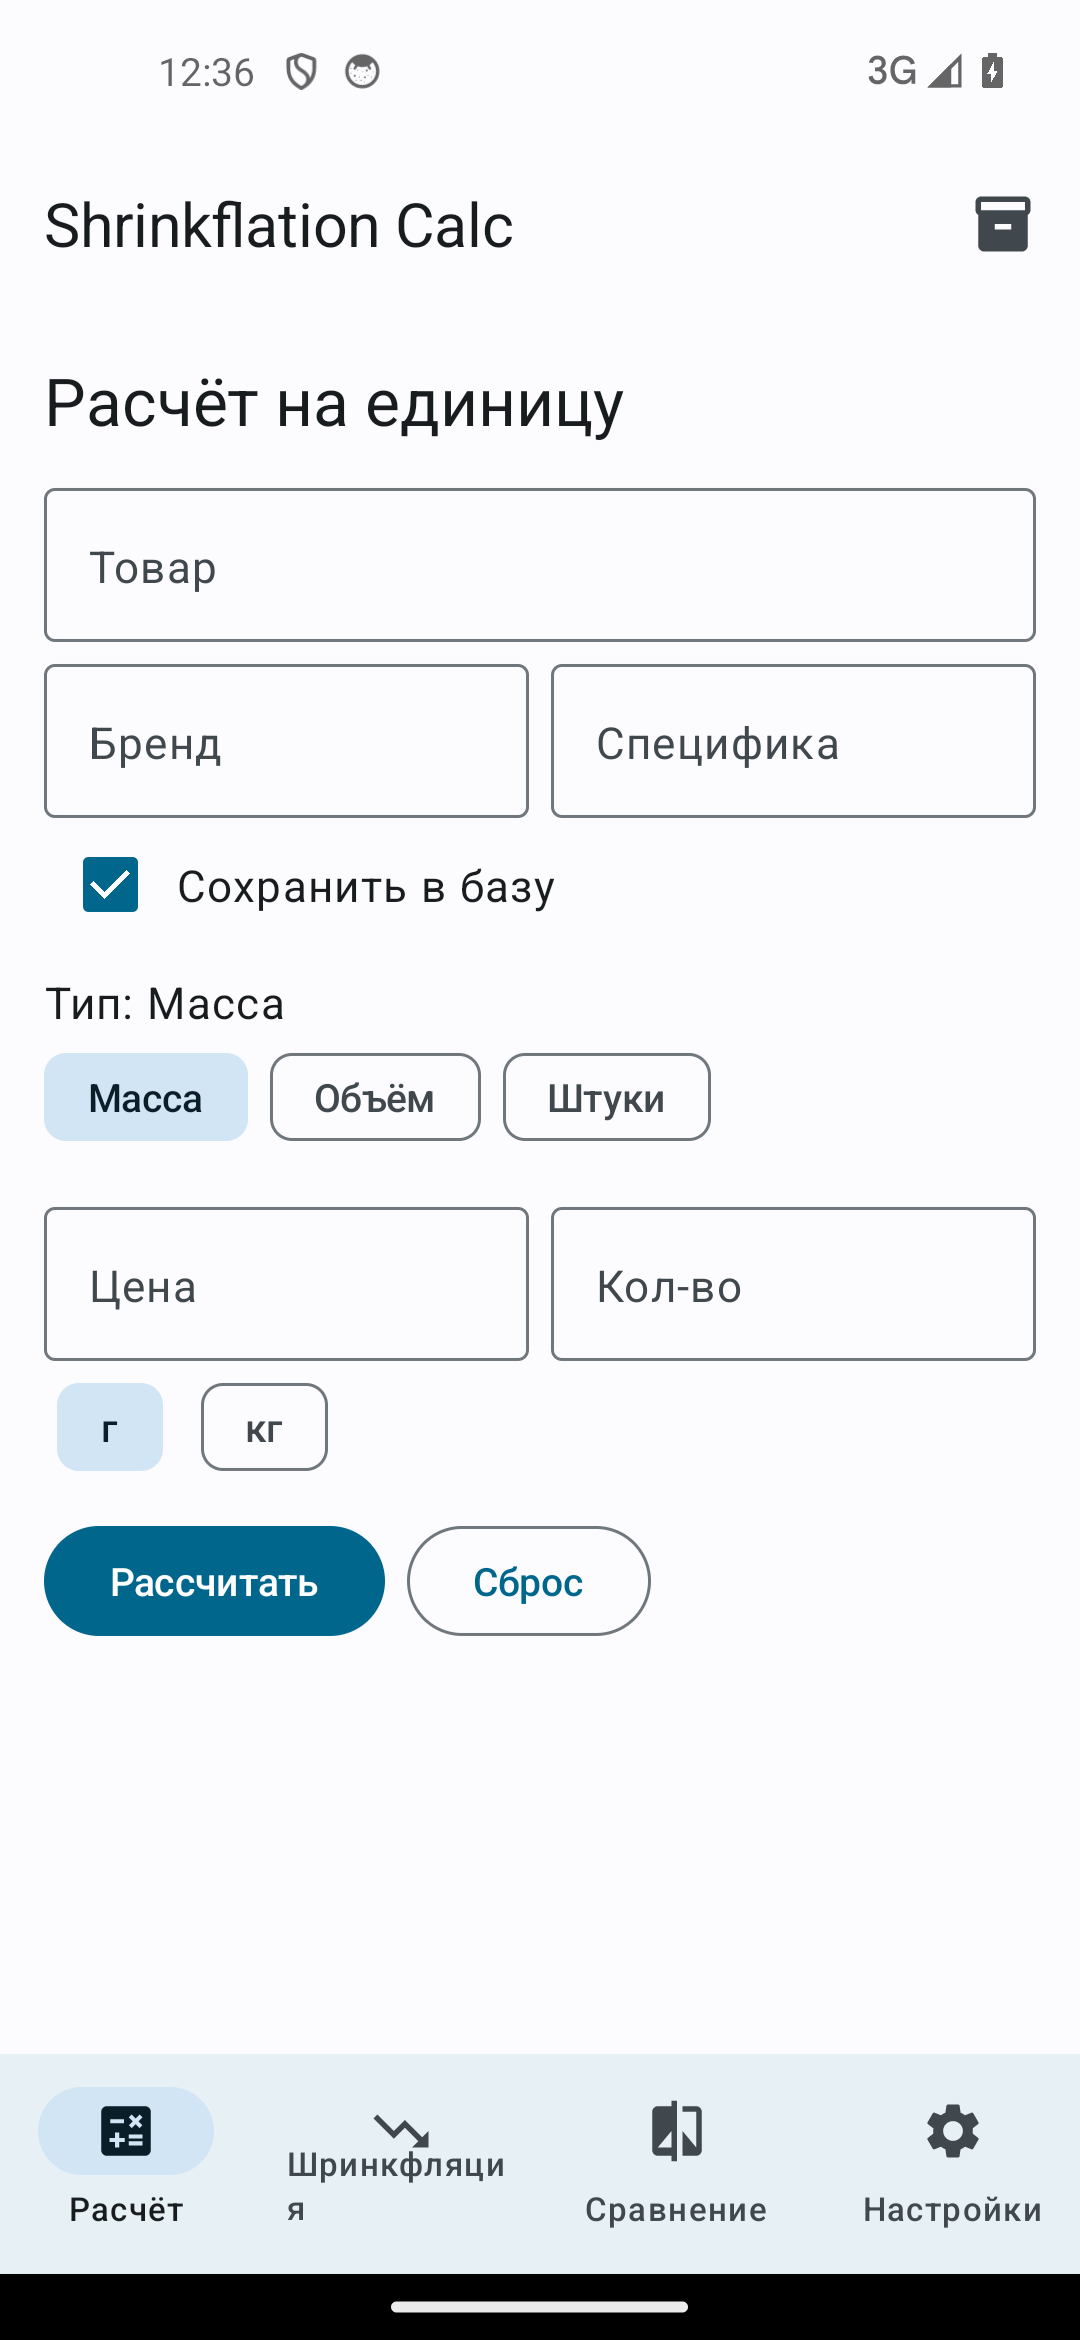 12:36
3G
Shrinkflation Calc
Расчёт на единицу
Товар
Бренд
Специфика
Сохранить в базу
Тип: Масса
Масса
Объём
Штуки
Цена
Кол-во
г
кг
Рассчитать
Сброс
Расчёт
Шринкфляци
я
Сравнение
Настройки